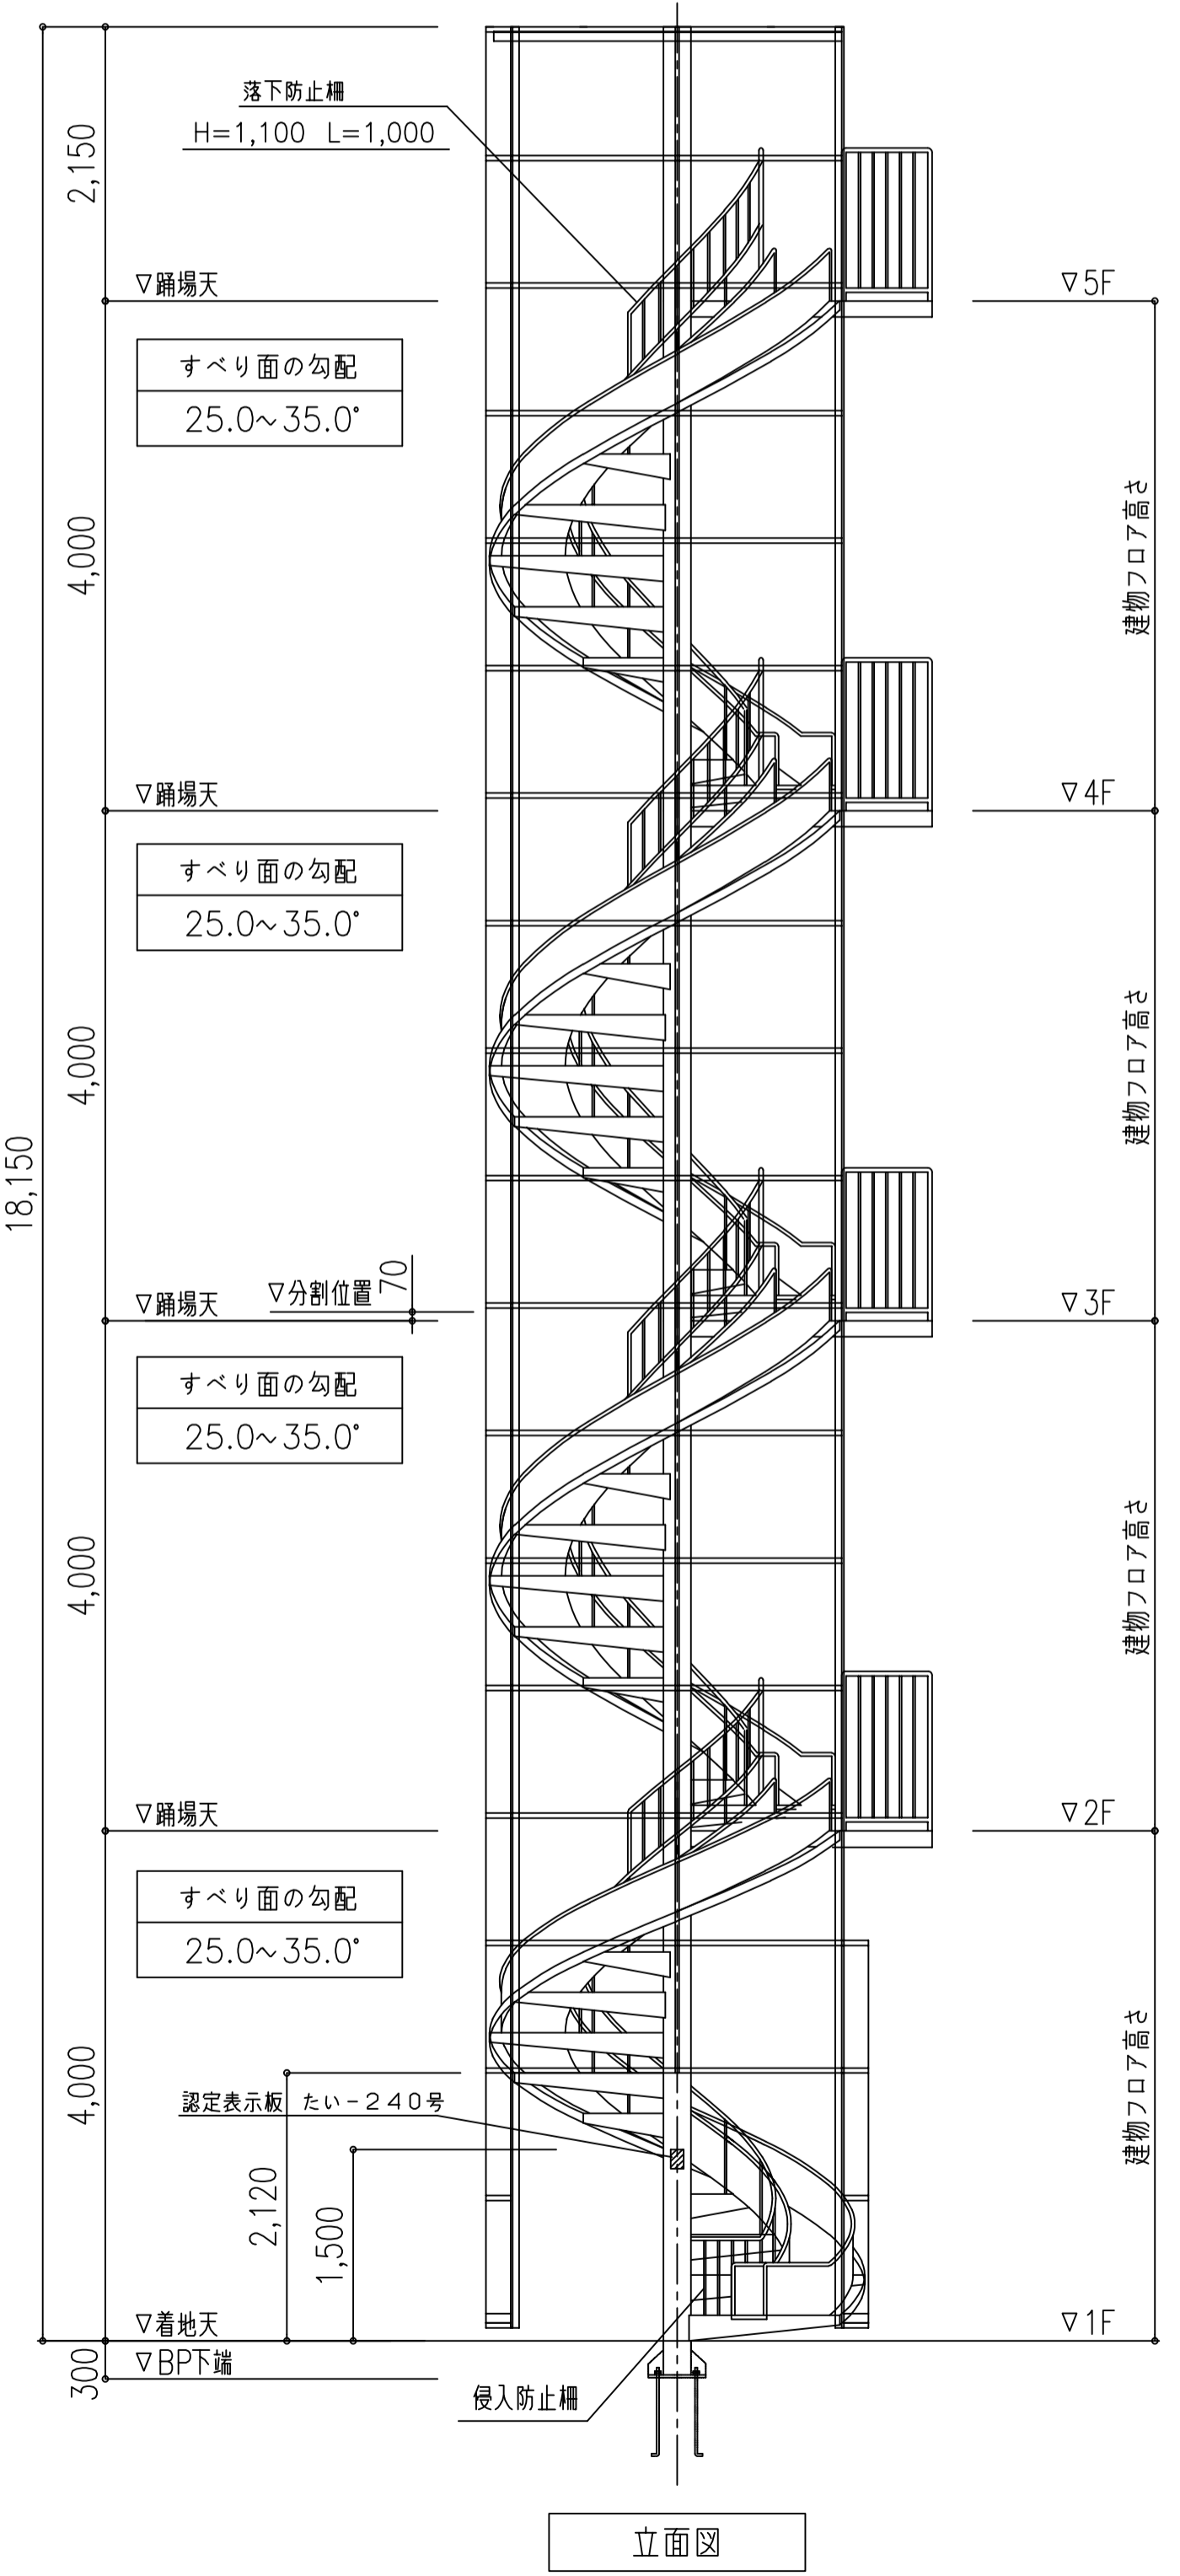 落下防止柵
H=1,100 L=1,000
2,150
▽踊場天
▽5F
すべり面の勾配
25.0~35.0°
4,000
建物フロア高さ
▽踊場天
▽4F
すべり面の勾配
25.0~35.0°
4,000
建物フロア高さ
18,150
▽分割位置
70
▽踊場天
▽3F
すべり面の勾配
25.0~35.0°
4,000
建物フロア高さ
▽踊場天
▽2F
すべり面の勾配
25.0~35.0°
4,000
建物フロア高さ
認定表示板 たい-240号
2,120
1,500
▽着地天
▽1F
300
▽BP下端
侵入防止柵
立面図